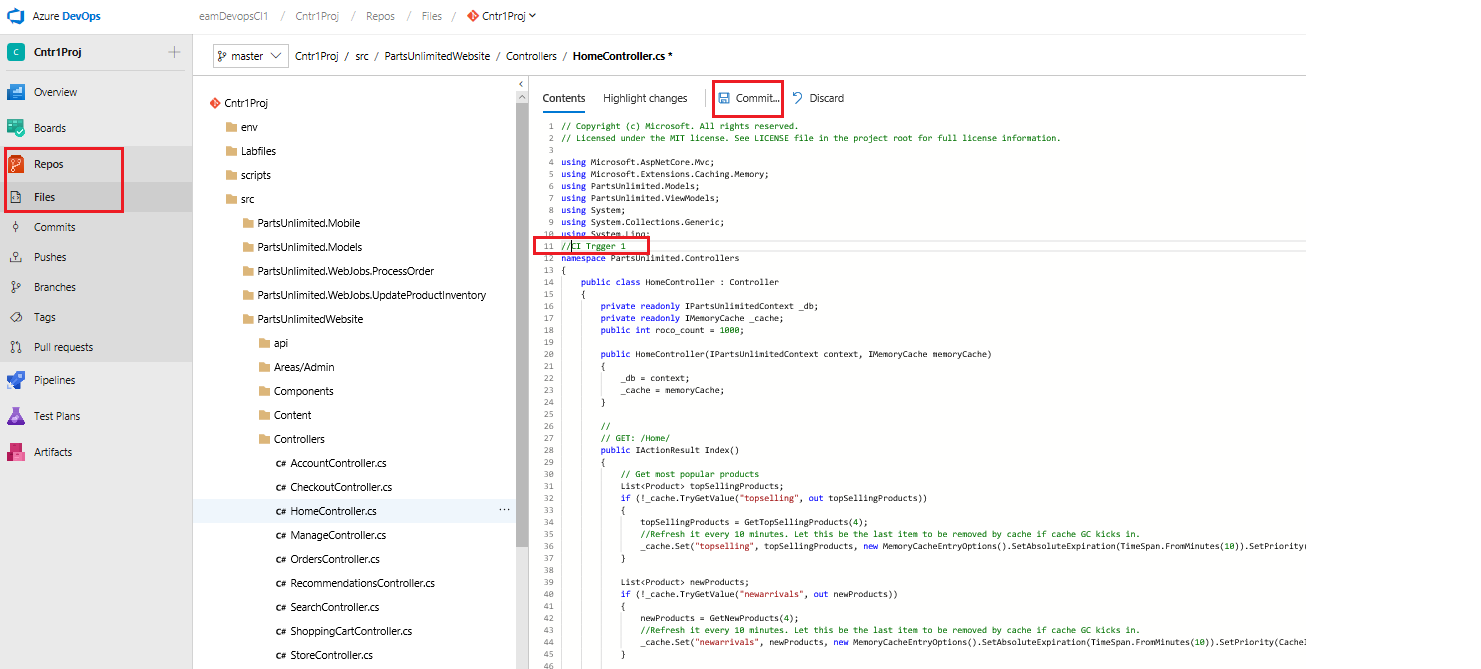 Azure DevOps
eamDevopsCI1 / Cntr1Proj / Repos / Files / Cntr1Proj
C Cntr1Proj
master Cntr1Proj / src / PartsUnlimitedWebsite / Controllers / HomeController.cs *
Overview
Boards
Repos
Files
Commits
Pushes
Branches
Tags
Pull requests
Pipelines
Test Plans
Artifacts
Cntr1Proj
env
Labfiles
scripts
src
PartsUnlimited.Mobile
PartsUnlimited.Models
PartsUnlimited.WebJobs.ProcessOrder
PartsUnlimited.WebJobs.UpdateProductInventory
PartsUnlimitedWebsite
api
Areas/Admin
Components
Content
Controllers
C# AccountController.cs
C# CheckoutController.cs
C# HomeController.cs ...
C# ManageController.cs
C# OrdersController.cs
C# RecommendationsController.cs
C# SearchController.cs
C# ShoppingCartController.cs
C# StoreController.cs
Contents Highlight changes Commit... Discard
1 // Copyright (c) Microsoft. All rights reserved.
2 // Licensed under the MIT license. See LICENSE file in the project root for full license information.
3
4 using Microsoft.AspNetCore.Mvc;
5 using Microsoft.Extensions.Caching.Memory;
6 using PartsUnlimited.Models;
7 using PartsUnlimited.ViewModels;
8 using System;
9 using System.Collections.Generic;
10 using System.Linq;
11 //CI Trgger 1
12 namespace PartsUnlimited.Controllers
13 {
14 public class HomeController : Controller
15 {
16 private readonly IPartsUnlimitedContext _db;
17 private readonly IMemoryCache _cache;
18 public int roco_count = 1000;
19
20 public HomeController(IPartsUnlimitedContext context, IMemoryCache memoryCache)
21 {
22 _db = context;
23 _cache = memoryCache;
24 }
25
26 //
27 // GET: /Home/
28 public IActionResult Index()
29 {
30 // Get most popular products
31 List<Product> topSellingProducts;
32 if (!_cache.TryGetValue("topselling", out topSellingProducts))
33 {
34 topSellingProducts = GetTopSellingProducts(4);
35 //Refresh it every 10 minutes. Let this be the last item to be removed by cache if cache GC kicks in.
36 _cache.Set("topselling", topSellingProducts, new MemoryCacheEntryOptions().SetAbsoluteExpiration(TimeSpan.FromMinutes(10)).SetPriority(
37 }
38
39 List<Product> newProducts;
40 if (!_cache.TryGetValue("newarrivals", out newProducts))
41 {
42 newProducts = GetNewProducts(4);
43 //Refresh it every 10 minutes. Let this be the last item to be removed by cache if cache GC kicks in.
44 _cache.Set("newarrivals", newProducts, new MemoryCacheEntryOptions().SetAbsoluteExpiration(TimeSpan.FromMinutes(10)).SetPriority(CacheI
45 }
46